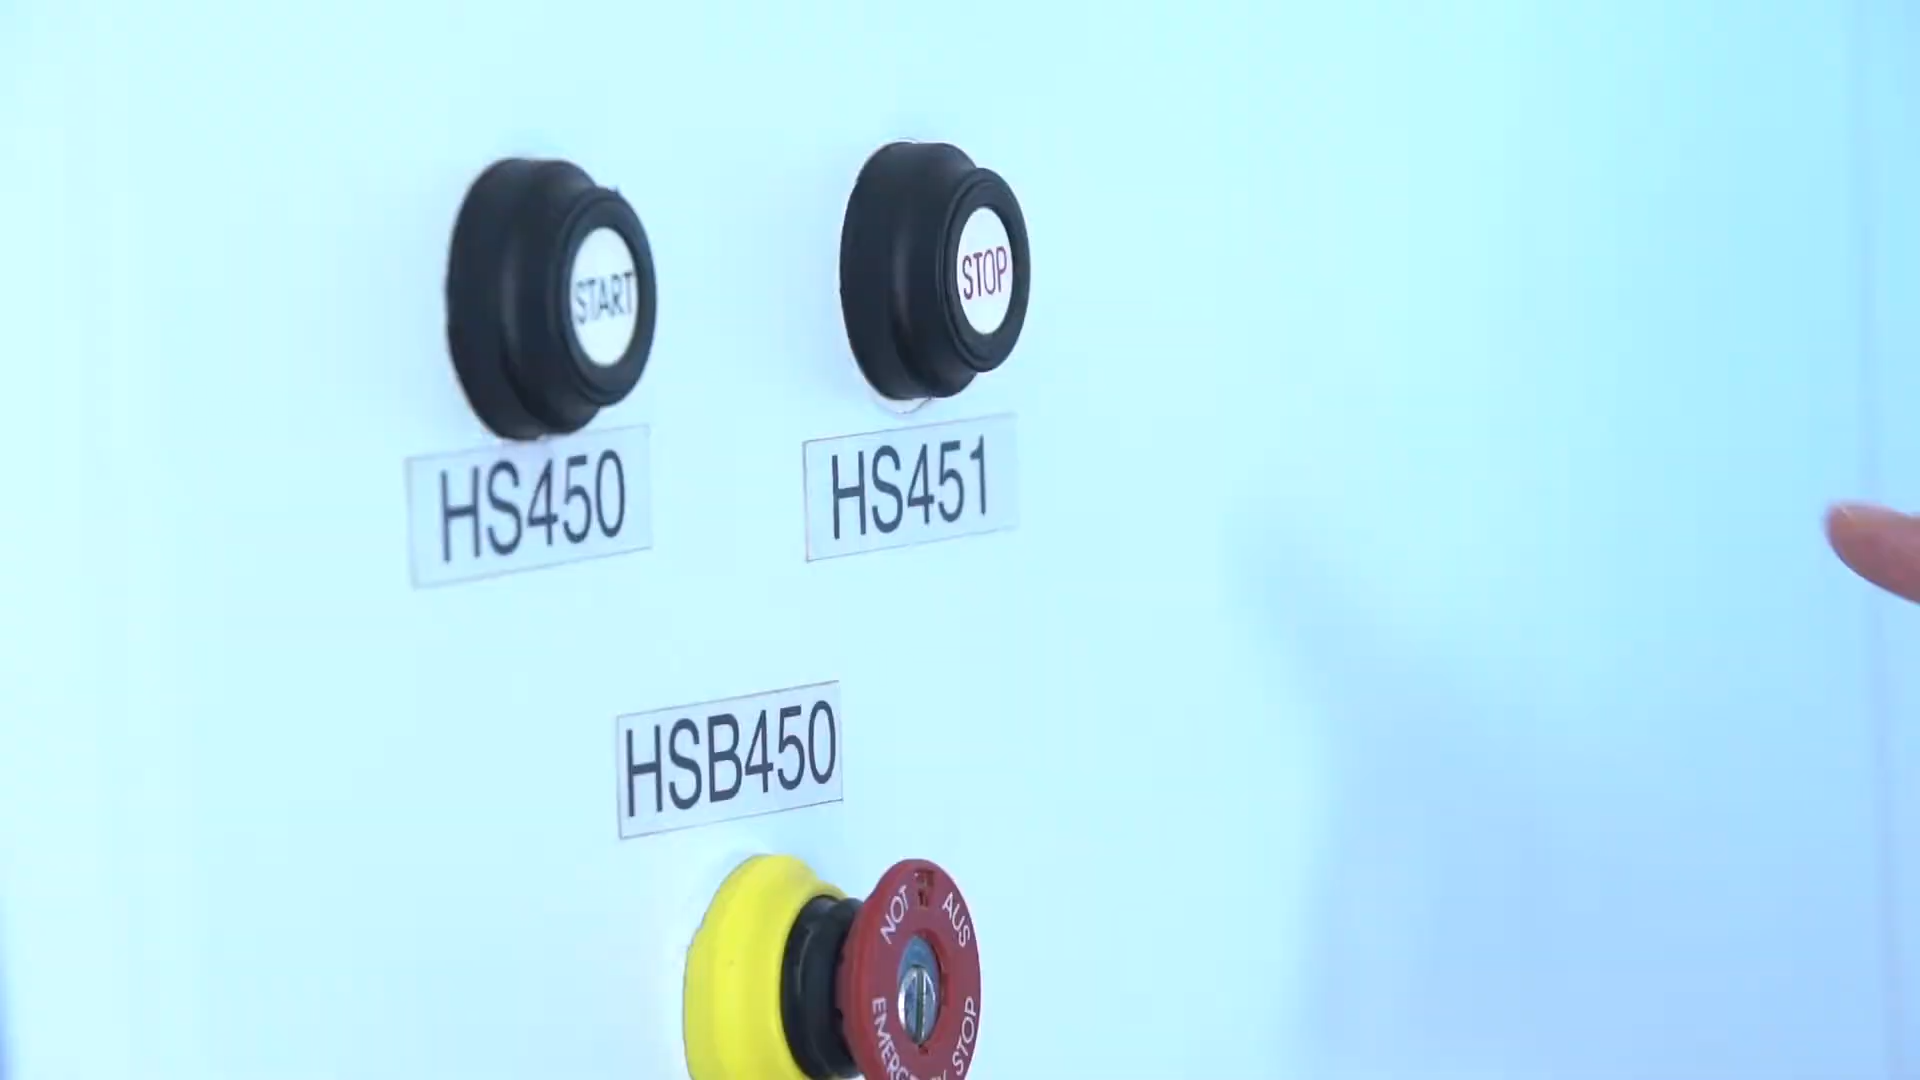 START
STOP
HS450
HS451
HSB450
NOT AUS
EMERGENCY STOP